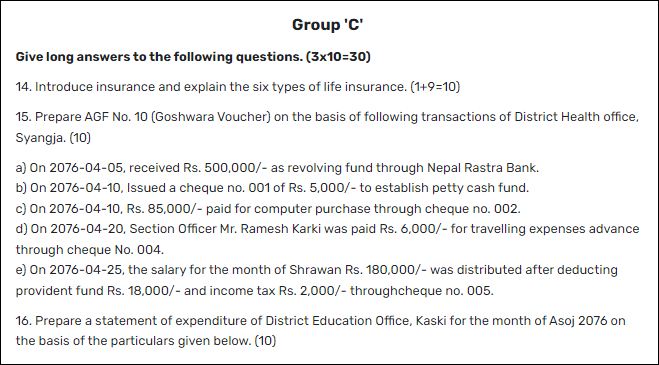 Group 'C'
Give long answers to the following questions. (3x10=30)
14. Introduce insurance and explain the six types of life insurance. (1+9=10)
15. Prepare AGF No. 10 (Goshwara Voucher) on the basis of following transactions of District Health office,
Syangja. (10)
a) On 2076-04-05, received Rs. 500,000/- as revolving fund through Nepal Rastra Bank.
b) On 2076-04-10, Issued a cheque no. 001 of Rs. 5,000/- to establish petty cash fund.
c) On 2076-04-10, Rs. 85,000/- paid for computer purchase through cheque no. 002.
d) On 2076-04-20, Section Officer Mr. Ramesh Karki was paid Rs. 6,000/- for travelling expenses advance
through cheque No. 004.
e) On 2076-04-25, the salary for the month of Shrawan Rs. 180,000/- was distributed after deducting
provident fund Rs. 18,000/- and income tax Rs. 2,000/- throughcheque no. 005.
16. Prepare a statement of expenditure of District Education Office, Kaski for the month of Asoj 2076 on
the basis of the particulars given below. (10)